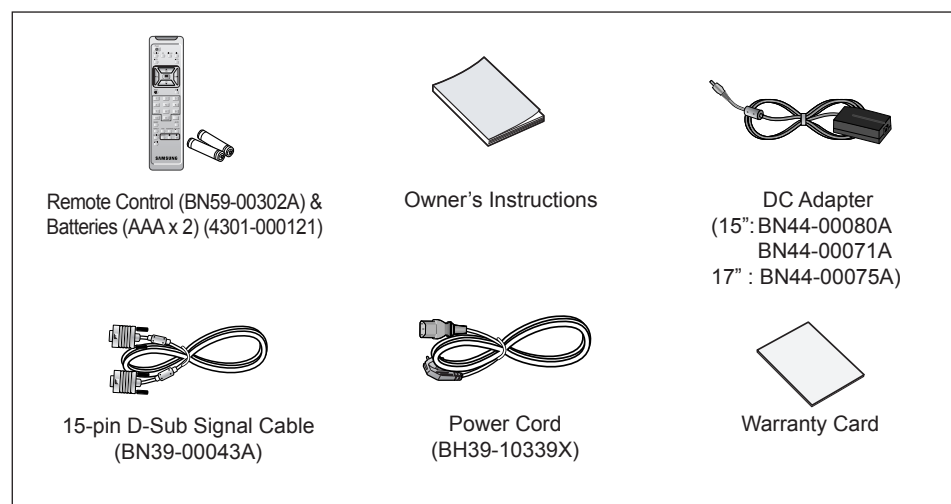 SAMSUNG
Remote Control (BN59-00302A) &
Batteries (AAA x 2) (4301-000121)
Owner’s Instructions
DC Adapter
(15”: BN44-00080A
BN44-00071A
17” : BN44-00075A)
15-pin D-Sub Signal Cable
(BN39-00043A)
Power Cord
(BH39-10339X)
Warranty Card